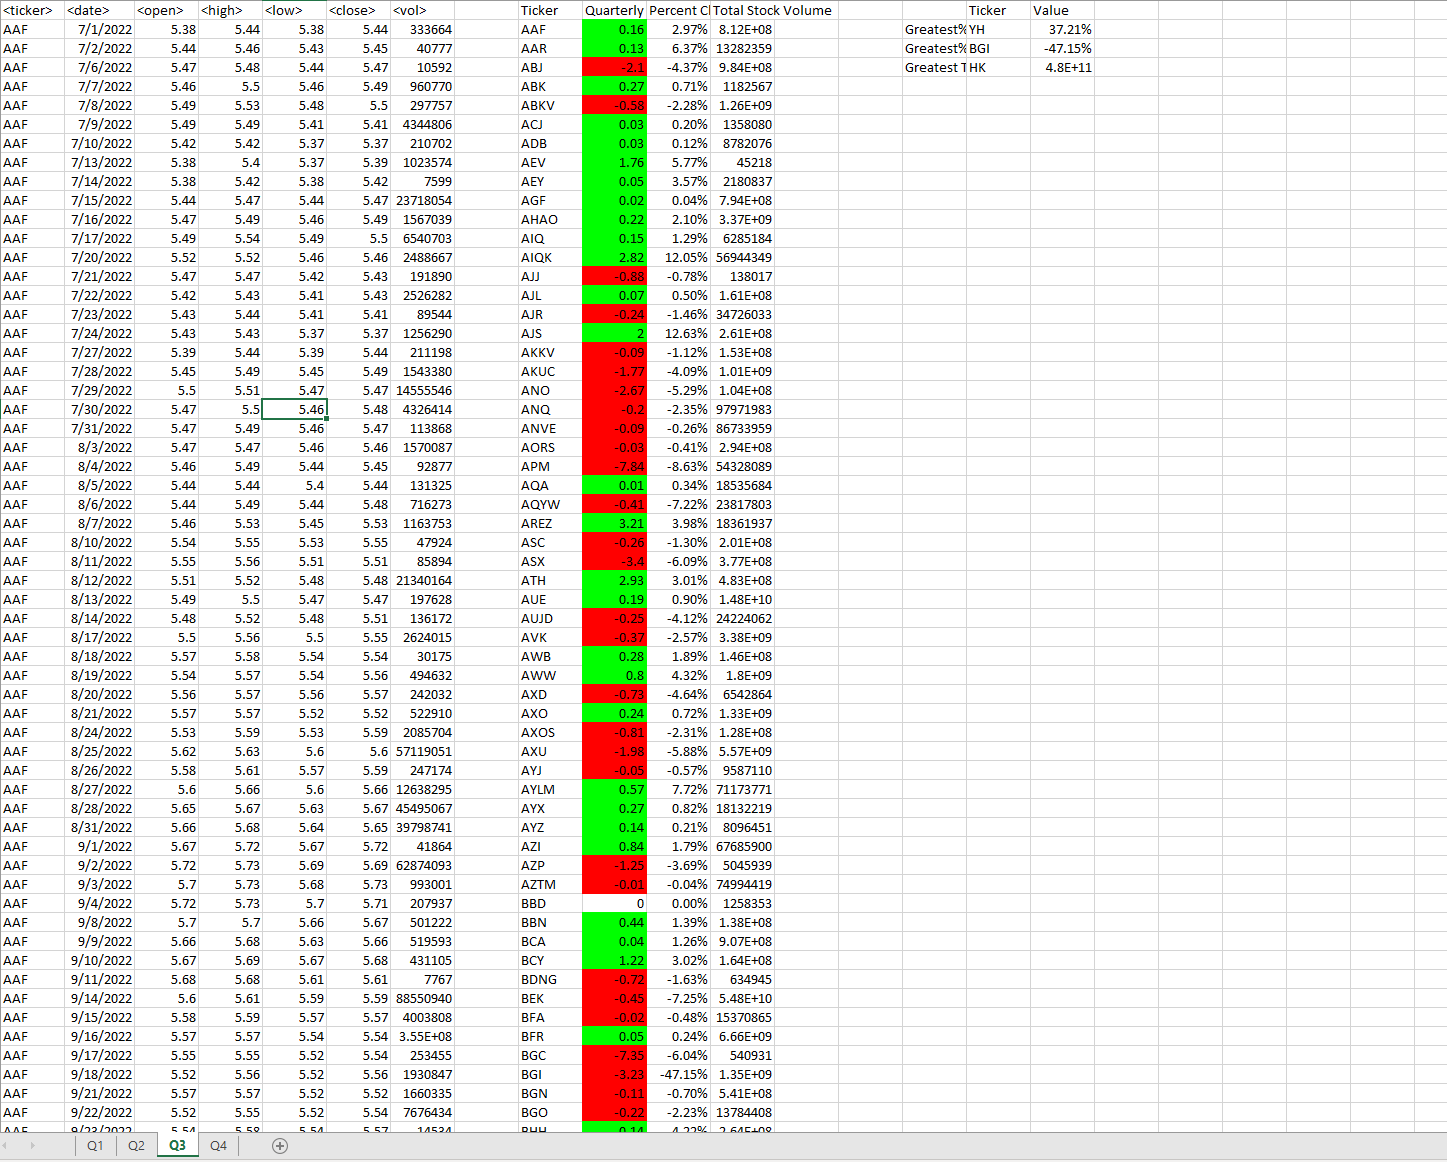 <ticker> <date> <open> <high> <low> <close> <vol> Ticker Quarterly Percent Cl Total Stock Volume Ticker Value
AAF 7/1/2022 5.38 5.44 5.38 5.44 333664 AAF 0.16 2.97% 8.12E+08 Greatest% YH 37.21%
AAF 7/2/2022 5.44 5.46 5.43 5.45 40777 AAR 0.13 6.37% 13282359 Greatest% BGI -47.15%
AAF 7/6/2022 5.47 5.48 5.44 5.47 10592 ABJ -2.1 -4.37% 9.84E+08 Greatest T HK 4.8E+11
AAF 7/7/2022 5.46 5.5 5.46 5.49 960770 ABK 0.27 0.71% 1182567
AAF 7/8/2022 5.49 5.53 5.48 5.5 297757 ABKV -0.58 -2.28% 1.26E+09
AAF 7/9/2022 5.49 5.49 5.41 5.41 4344806 ACJ 0.03 0.20% 1358080
AAF 7/10/2022 5.42 5.42 5.37 5.37 210702 ADB 0.03 0.12% 8782076
AAF 7/13/2022 5.38 5.4 5.37 5.39 1023574 AEV 1.76 5.77% 45218
AAF 7/14/2022 5.38 5.42 5.38 5.42 7599 AEY 0.05 3.57% 2180837
AAF 7/15/2022 5.44 5.47 5.44 5.47 23718054 AGF 0.02 0.04% 7.94E+08
AAF 7/16/2022 5.47 5.49 5.46 5.49 1567039 AHAO 0.22 2.10% 3.37E+09
AAF 7/17/2022 5.49 5.54 5.49 5.5 6540703 AIQ 0.15 1.29% 6285184
AAF 7/20/2022 5.52 5.52 5.46 5.46 2488667 AIQK 2.82 12.05% 56944349
AAF 7/21/2022 5.47 5.47 5.42 5.43 191890 AJJ -0.88 -0.78% 138017
AAF 7/22/2022 5.42 5.43 5.41 5.43 2526282 AJL 0.07 0.50% 1.61E+08
AAF 7/23/2022 5.43 5.44 5.41 5.41 89544 AJR -0.24 -1.46% 34726033
AAF 7/24/2022 5.43 5.43 5.37 5.37 1256290 AJS 2 12.63% 2.61E+08
AAF 7/27/2022 5.39 5.44 5.39 5.44 211198 AKKV -0.09 -1.12% 1.53E+08
AAF 7/28/2022 5.45 5.49 5.45 5.49 1543380 AKUC -1.77 -4.09% 1.01E+09
AAF 7/29/2022 5.5 5.51 5.47 5.47 14555546 ANO -2.67 -5.29% 1.04E+08
AAF 7/30/2022 5.47 5.5 5.46 5.48 4326414 ANQ -0.2 -2.35% 97971983
AAF 7/31/2022 5.47 5.49 5.46 5.47 113868 ANVE -0.09 -0.26% 86733959
AAF 8/3/2022 5.47 5.47 5.46 5.46 1570087 AORS -0.03 -0.41% 2.94E+08
AAF 8/4/2022 5.46 5.49 5.44 5.45 92877 APM -7.84 -8.63% 54328089
AAF 8/5/2022 5.44 5.44 5.4 5.44 131325 AQA 0.01 0.34% 18535684
AAF 8/6/2022 5.44 5.49 5.44 5.48 716273 AQYW -0.41 -7.22% 23817803
AAF 8/7/2022 5.46 5.53 5.45 5.53 1163753 AREZ 3.21 3.98% 18361937
AAF 8/10/2022 5.54 5.55 5.53 5.55 47924 ASC -0.26 -1.30% 2.01E+08
AAF 8/11/2022 5.55 5.56 5.51 5.51 85894 ASX -3.4 -6.09% 3.77E+08
AAF 8/12/2022 5.51 5.52 5.48 5.48 21340164 ATH 2.93 3.01% 4.83E+08
AAF 8/13/2022 5.49 5.5 5.47 5.47 197628 AUE 0.19 0.90% 1.48E+10
AAF 8/14/2022 5.48 5.52 5.48 5.51 136172 AUJD -0.25 -4.12% 24224062
AAF 8/17/2022 5.5 5.56 5.5 5.55 2624015 AVK -0.37 -2.57% 3.38E+09
AAF 8/18/2022 5.57 5.58 5.54 5.54 30175 AWB 0.28 1.89% 1.46E+08
AAF 8/19/2022 5.54 5.57 5.54 5.56 494632 AWW 0.8 4.32% 1.8E+09
AAF 8/20/2022 5.56 5.57 5.56 5.57 242032 AXD -0.73 -4.64% 6542864
AAF 8/21/2022 5.57 5.57 5.52 5.52 522910 AXO 0.24 0.72% 1.33E+09
AAF 8/24/2022 5.53 5.59 5.53 5.59 2085704 AXOS -0.81 -2.31% 1.28E+08
AAF 8/25/2022 5.62 5.63 5.6 5.6 57119051 AXU -1.98 -5.88% 5.57E+09
AAF 8/26/2022 5.58 5.61 5.57 5.59 247174 AYJ -0.05 -0.57% 9587110
AAF 8/27/2022 5.6 5.66 5.6 5.66 12638295 AYLM 0.57 7.72% 71173771
AAF 8/28/2022 5.65 5.67 5.63 5.67 45495067 AYX 0.27 0.82% 18132219
AAF 8/31/2022 5.66 5.68 5.64 5.65 39798741 AYZ 0.14 0.21% 8096451
AAF 9/1/2022 5.67 5.72 5.67 5.72 41864 AZI 0.84 1.79% 67685900
AAF 9/2/2022 5.72 5.73 5.69 5.69 62874093 AZP -1.25 -3.69% 5045939
AAF 9/3/2022 5.7 5.73 5.68 5.73 993001 AZTM -0.01 -0.04% 74994419
AAF 9/4/2022 5.72 5.73 5.7 5.71 207937 BBD 0 0.00% 1258353
AAF 9/8/2022 5.7 5.7 5.66 5.67 501222 BBN 0.44 1.39% 1.38E+08
AAF 9/9/2022 5.66 5.68 5.63 5.66 519593 BCA 0.04 1.26% 9.07E+08
AAF 9/10/2022 5.67 5.69 5.67 5.68 431105 BCY 1.22 3.02% 1.64E+08
AAF 9/11/2022 5.68 5.68 5.61 5.61 7767 BDNG -0.72 -1.63% 634945
AAF 9/14/2022 5.6 5.61 5.59 5.59 88550940 BEK -0.45 -7.25% 5.48E+10
AAF 9/15/2022 5.58 5.59 5.57 5.57 4003808 BFA -0.02 -0.48% 15370865
AAF 9/16/2022 5.57 5.57 5.54 5.54 3.55E+08 BFR 0.05 0.24% 6.66E+09
AAF 9/17/2022 5.55 5.55 5.52 5.54 253455 BGC -7.35 -6.04% 540931
AAF 9/18/2022 5.52 5.56 5.52 5.56 1930847 BGI -3.23 -47.15% 1.35E+09
AAF 9/21/2022 5.57 5.57 5.52 5.52 1660335 BGN -0.11 -0.70% 5.41E+08
AAF 9/22/2022 5.52 5.55 5.52 5.54 7676434 BGO -0.22 -2.23% 13784408
AAF 9/23/2022 5.54 5.58 5.54 5.57 14534 BHH 0.14 4.22% 2.64E+08
Q1 Q2 Q3 Q4